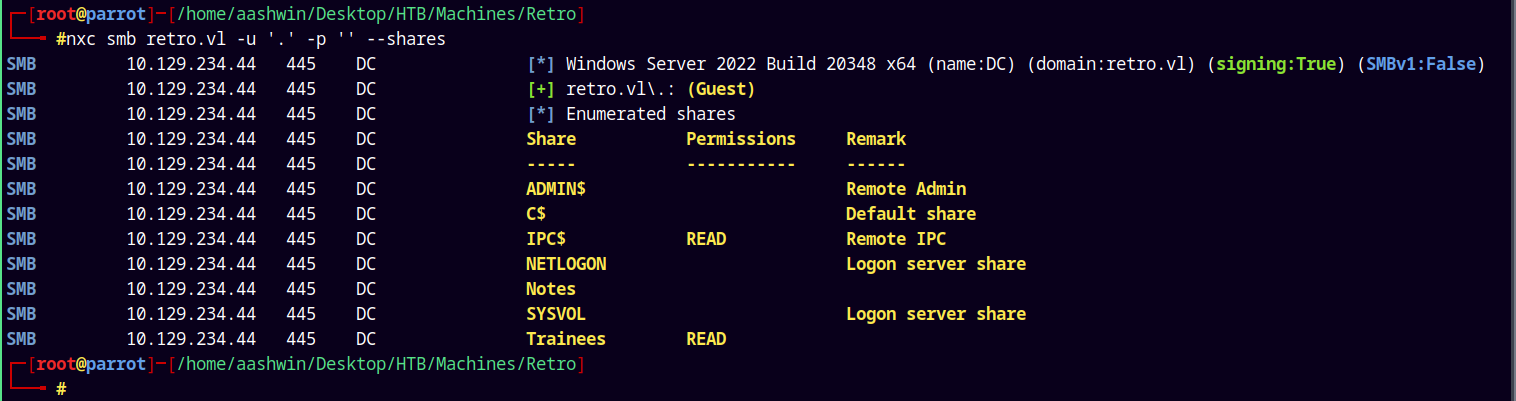 ┌─[root@parrot]─[/home/aashwin/Desktop/HTB/Machines/Retro]
└──╼ #nxc smb retro.vl -u '.' -p '' --shares
SMB 10.129.234.44 445 DC [*] Windows Server 2022 Build 20348 x64 (name:DC) (domain:retro.vl) (signing:True) (SMBv1:False)
SMB 10.129.234.44 445 DC [+] retro.vl\.: (Guest)
SMB 10.129.234.44 445 DC [*] Enumerated shares
SMB 10.129.234.44 445 DC Share Permissions Remark
SMB 10.129.234.44 445 DC ----- ----------- ------
SMB 10.129.234.44 445 DC ADMIN$ Remote Admin
SMB 10.129.234.44 445 DC C$ Default share
SMB 10.129.234.44 445 DC IPC$ READ Remote IPC
SMB 10.129.234.44 445 DC NETLOGON Logon server share
SMB 10.129.234.44 445 DC Notes
SMB 10.129.234.44 445 DC SYSVOL Logon server share
SMB 10.129.234.44 445 DC Trainees READ
┌─[root@parrot]─[/home/aashwin/Desktop/HTB/Machines/Retro]
└──╼ #